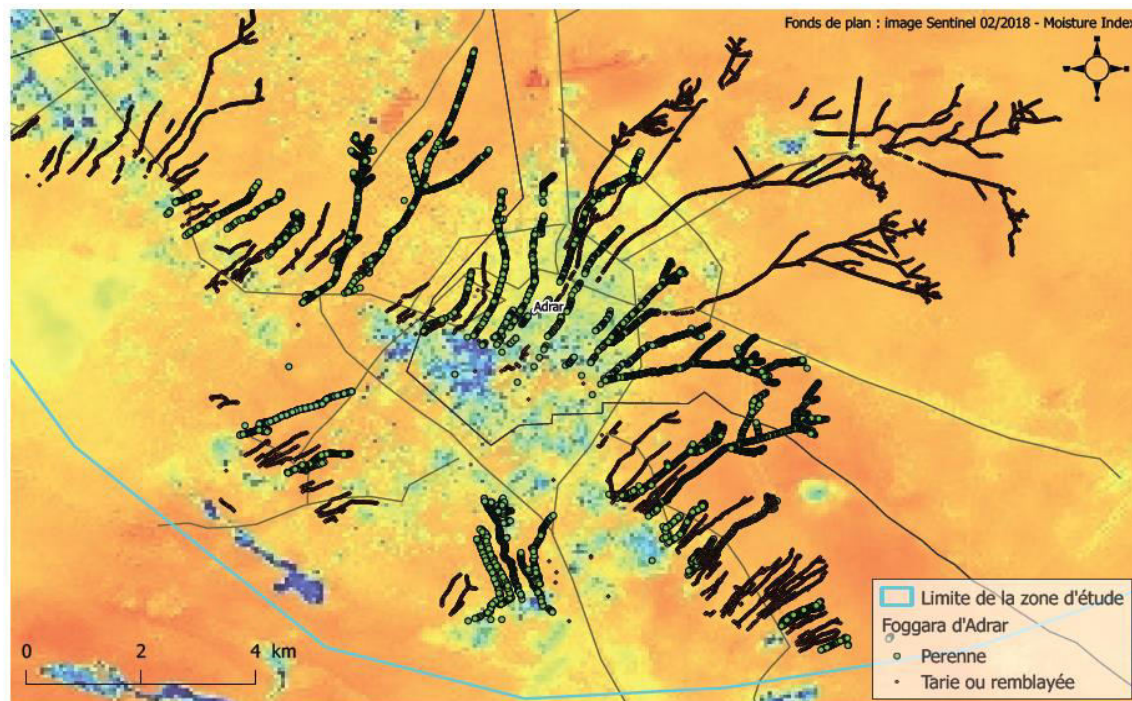 Fonds de plan : image Sentinel 02/2018 - Moisture Index
Adrar
0 2 4 km
Limite de la zone d'étude
Foggara d'Adrar
Perenne
Tarie ou remblayée